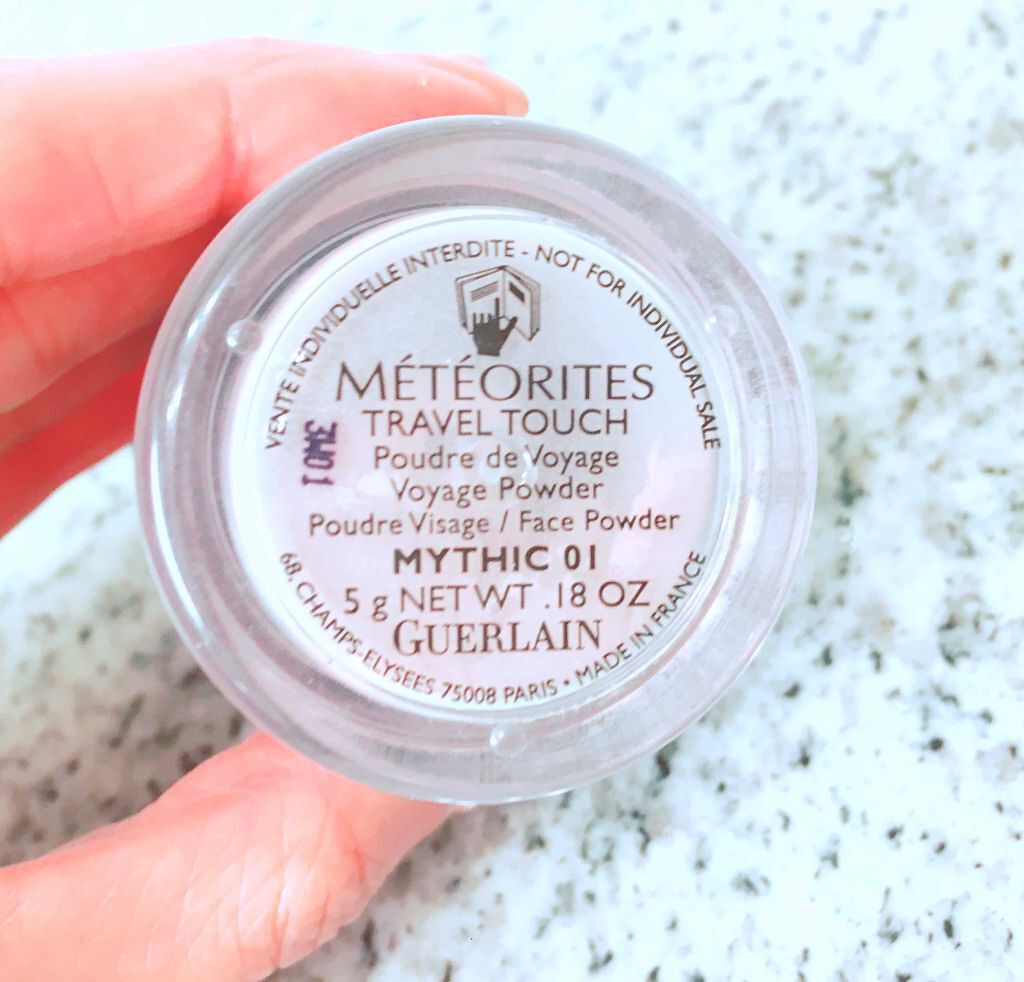 VENTE INDIVIDUELLE INTERDITE - NOT FOR INDIVIDUAL SALE
MÉTÉORITES
TRAVEL TOUCH
3W01
Poudre de Voyage
Voyage Powder
Poudre Visage / Face Powder
MYTHIC 01
5 g NET WT .18 OZ
GUERLAIN
68, CHAMPS-ELYSEES 75008 PARIS • MADE IN FRANCE